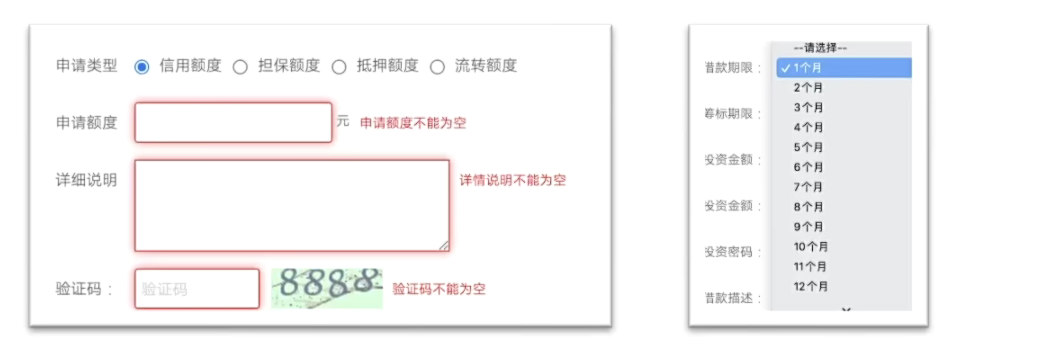 申请类型 信用额度 担保额度 抵押额度 流转额度
申请额度 元 申请额度不能为空
详细说明 详情说明不能为空
验证码： 验证码 8888 验证码不能为空
--请选择--
借款期限： ✓ 1个月
2个月
3个月
筹标期限：
4个月
5个月
投资金额：
6个月
7个月
投资金额：
8个月
9个月
投资密码：
10个月
11个月
借款描述：
12个月